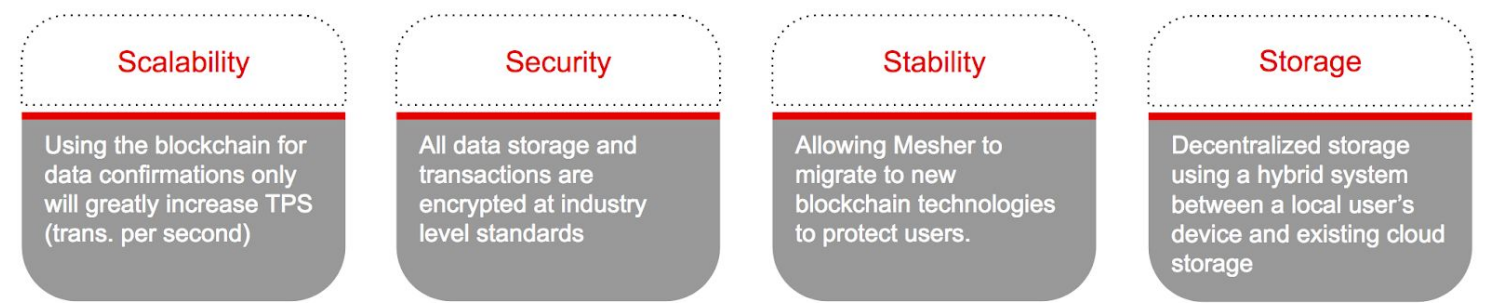 Scalability
Using the blockchain for
data confirmations only
will greatly increase TPS
(trans. per second)
Security
All data storage and
transactions are
encrypted at industry
level standards
Stability
Allowing Mesher to
migrate to new
blockchain technologies
to protect users.
Storage
Decentralized storage
using a hybrid system
between a local user’s
device and existing cloud
storage